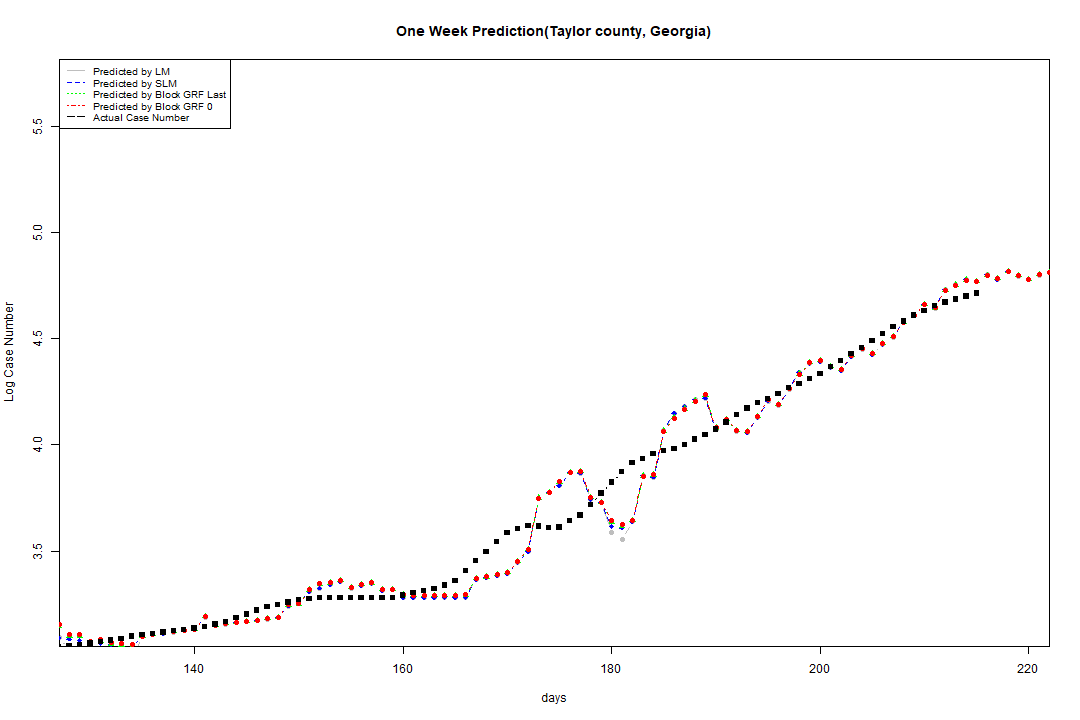 One Week Prediction(Taylor county, Georgia)
Predicted by LM
Predicted by SLM
Predicted by Block GRF Last
Predicted by Block GRF 0
Actual Case Number
5.5
5.0
4.5
4.0
3.5
Log Case Number
140 160 180 200 220
days